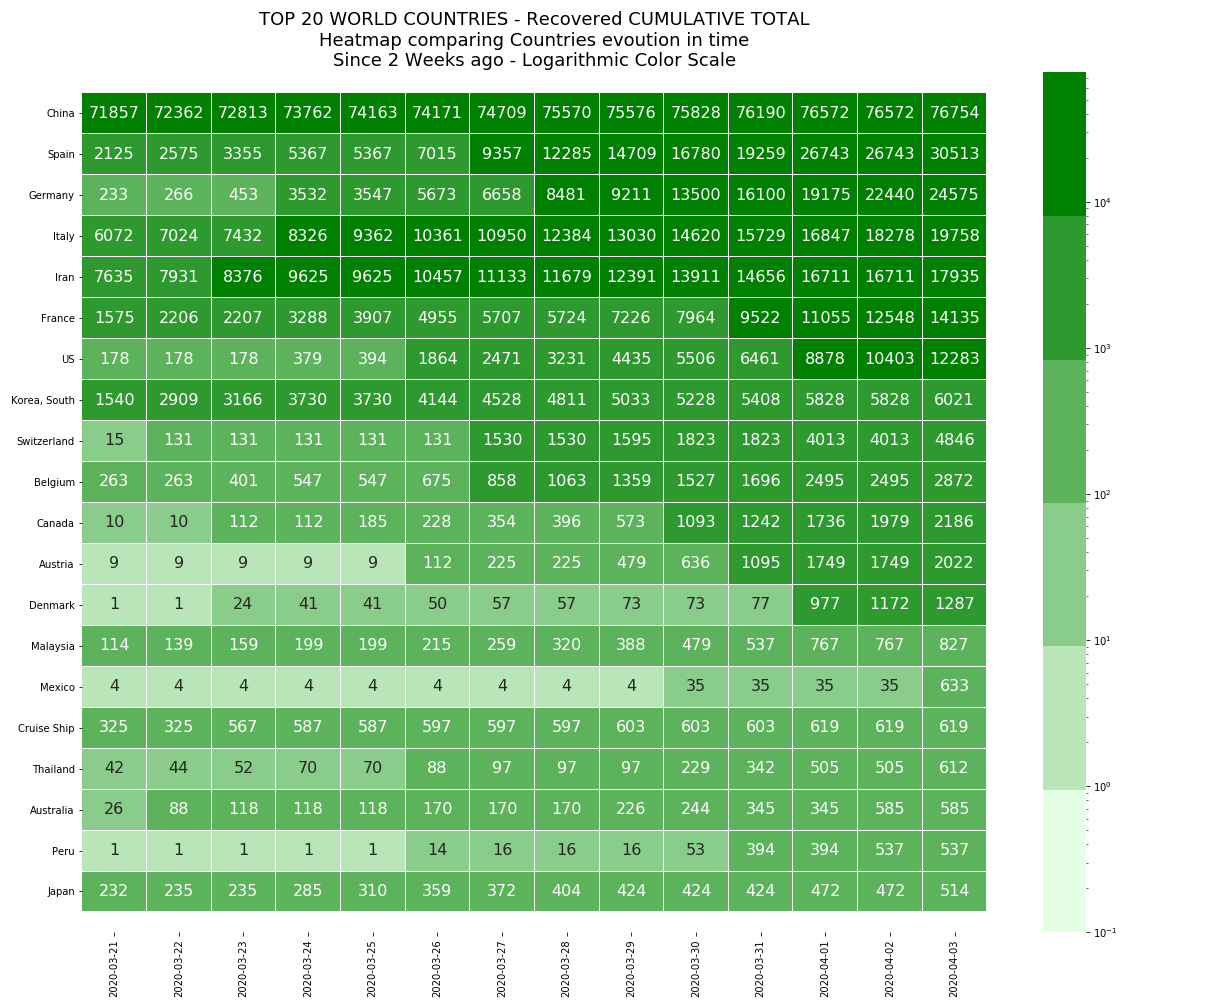 TOP 20 WORLD COUNTRIES - Recovered CUMULATIVE TOTAL
Heatmap comparing Countries evoution in time
Since 2 Weeks ago - Logarithmic Color Scale
China 71857 72362 72813 73762 74163 74171 74709 75570 75576 75828 76190 76572 76572 76754
Spain 2125 2575 3355 5367 5367 7015 9357 12285 14709 16780 19259 26743 26743 30513
Germany 233 266 453 3532 3547 5673 6658 8481 9211 13500 16100 19175 22440 24575
Italy 6072 7024 7432 8326 9362 10361 10950 12384 13030 14620 15729 16847 18278 19758
Iran 7635 7931 8376 9625 9625 10457 11133 11679 12391 13911 14656 16711 16711 17935
France 1575 2206 2207 3288 3907 4955 5707 5724 7226 7964 9522 11055 12548 14135
US 178 178 178 379 394 1864 2471 3231 4435 5506 6461 8878 10403 12283
Korea, South 1540 2909 3166 3730 3730 4144 4528 4811 5033 5228 5408 5828 5828 6021
Switzerland 15 131 131 131 131 131 1530 1530 1595 1823 1823 4013 4013 4846
Belgium 263 263 401 547 547 675 858 1063 1359 1527 1696 2495 2495 2872
Canada 10 10 112 112 185 228 354 396 573 1093 1242 1736 1979 2186
Austria 9 9 9 9 9 112 225 225 479 636 1095 1749 1749 2022
Denmark 1 1 24 41 41 50 57 57 73 73 77 977 1172 1287
Malaysia 114 139 159 199 199 215 259 320 388 479 537 767 767 827
Mexico 4 4 4 4 4 4 4 4 4 35 35 35 35 633
Cruise Ship 325 325 567 587 587 597 597 597 603 603 603 619 619 619
Thailand 42 44 52 70 70 88 97 97 97 229 342 505 505 612
Australia 26 88 118 118 118 170 170 170 226 244 345 345 585 585
Peru 1 1 1 1 1 14 16 16 16 53 394 394 537 537
Japan 232 235 235 285 310 359 372 404 424 424 424 472 472 514
2020-03-21 2020-03-22 2020-03-23 2020-03-24 2020-03-25 2020-03-26 2020-03-27 2020-03-28 2020-03-29 2020-03-30 2020-03-31 2020-04-01 2020-04-02 2020-04-03
10⁴
10³
10²
10¹
10⁰
10⁻¹